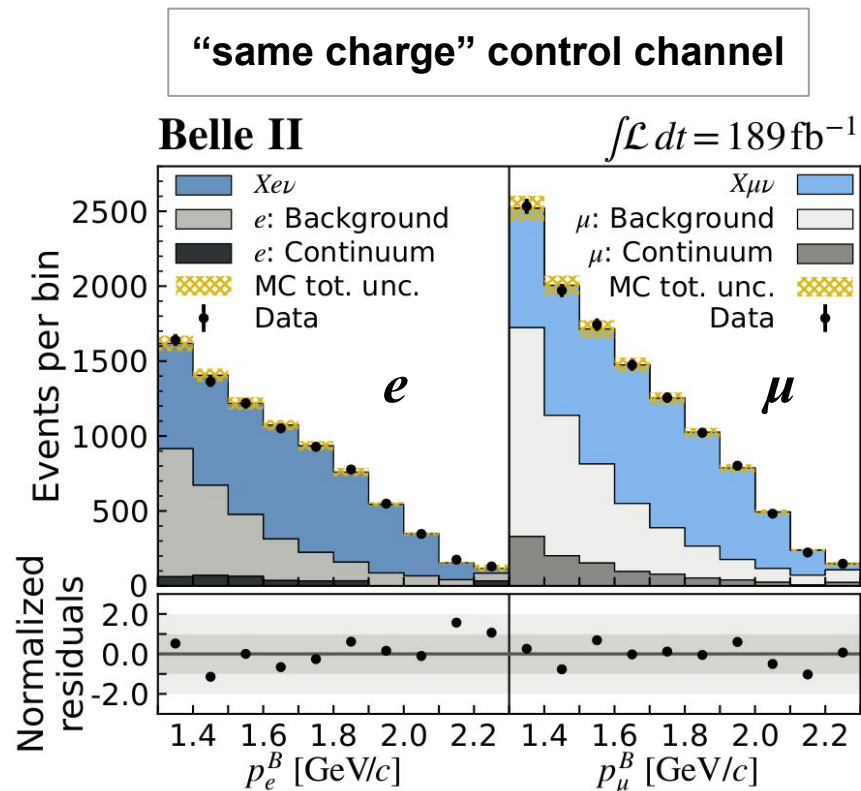 “same charge” control channel
Belle II
∫ℒ dt = 189 fb⁻¹
Events per bin
2500
2000
1500
1000
500
0
Xeν
e: Background
e: Continuum
MC tot. unc.
Data
e
Xμν
μ: Background
μ: Continuum
MC tot. unc.
Data
μ
Normalized
residuals
2.0
0.0
-2.0
1.4 1.6 1.8 2.0 2.2 1.4 1.6 1.8 2.0 2.2
p_e^B [GeV/c] p_μ^B [GeV/c]